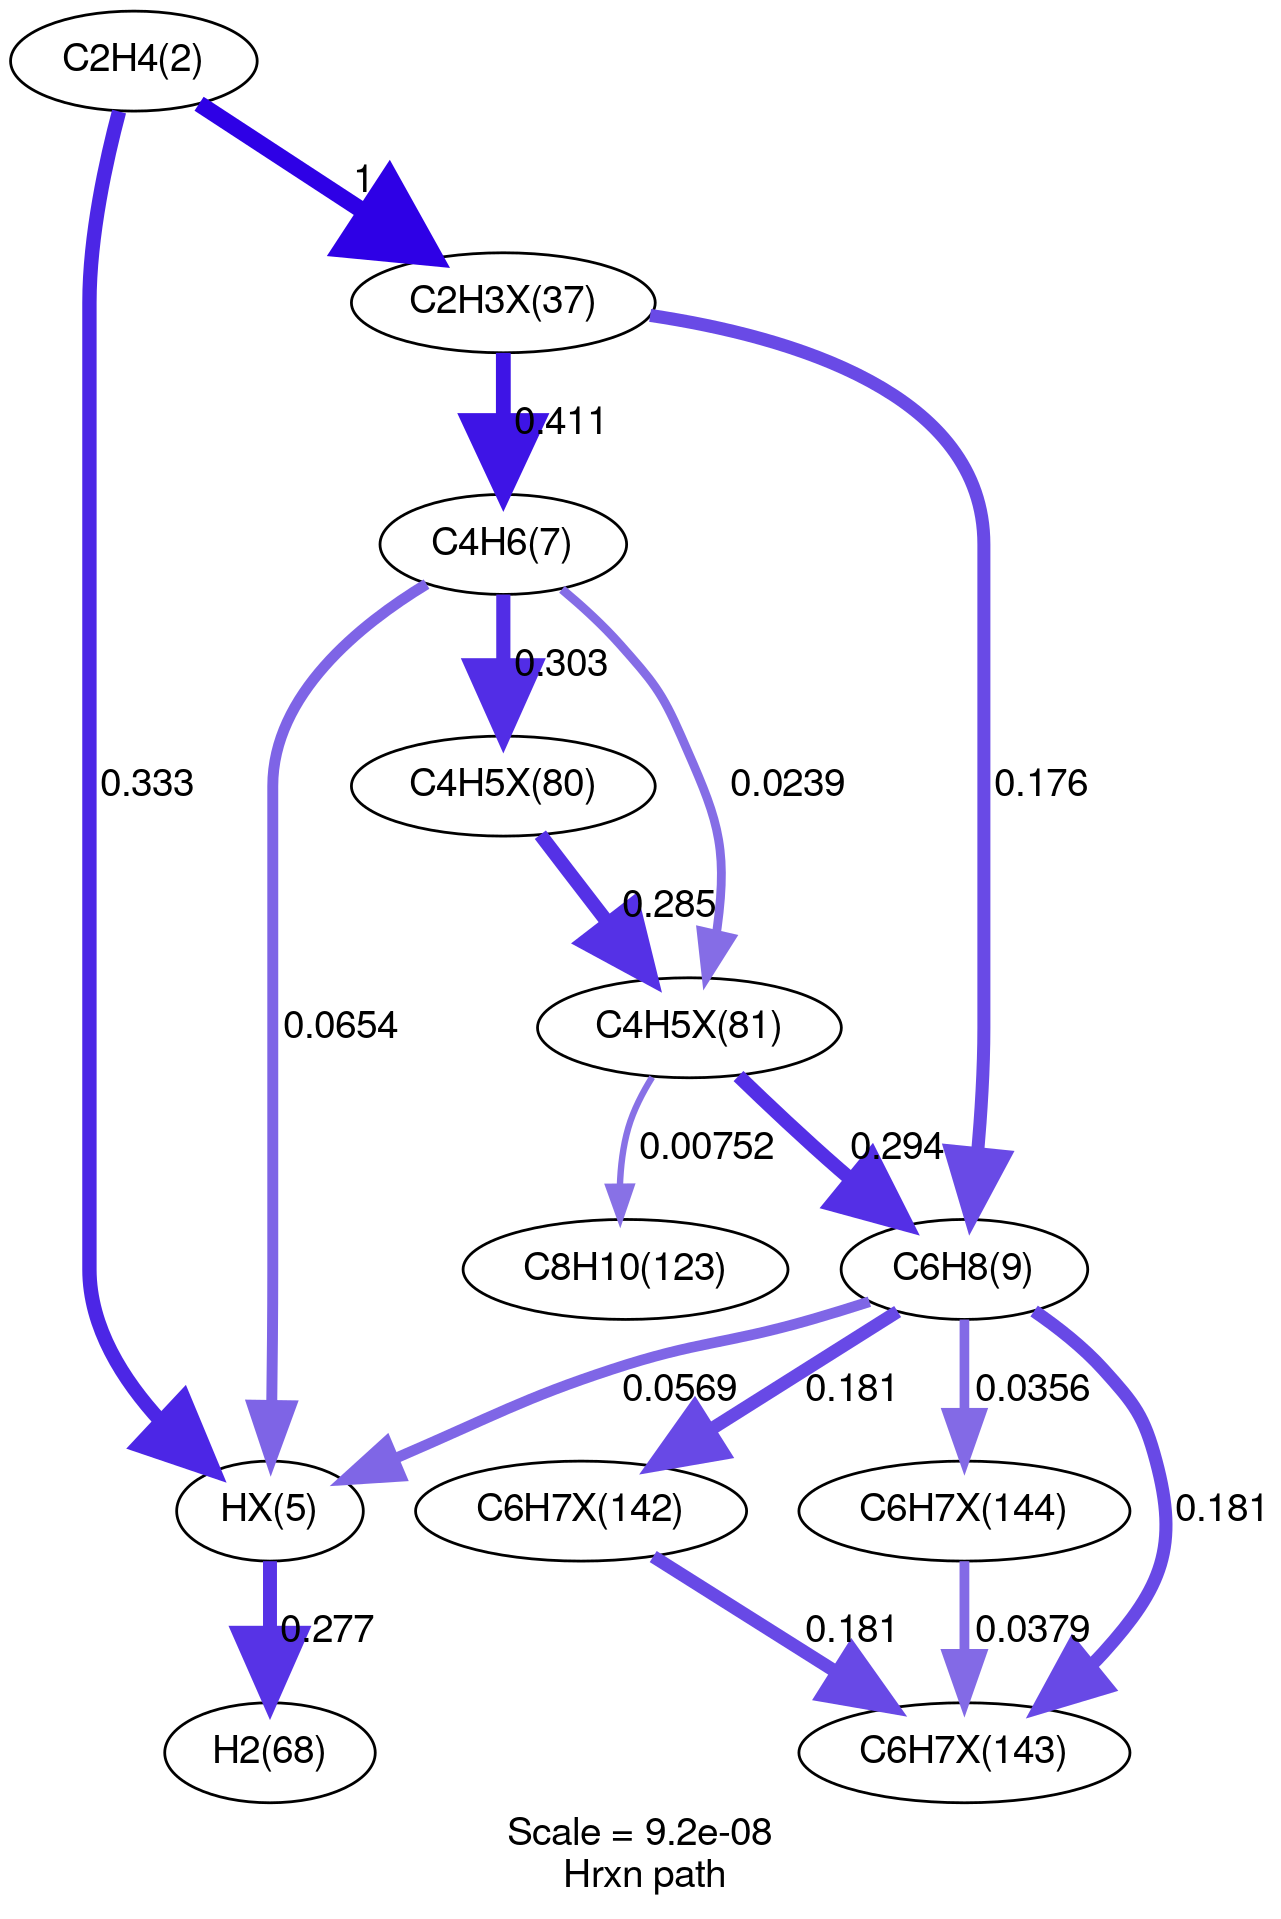 C2H4(2)
1
C2H3X(37)
0.411
C4H6(7)
0.303
0.333
C4H5X(80)
0.0239
0.176
0.285
0.0654
C4H5X(81)
0.00752
0.294
C8H10(123)
C6H8(9)
0.0569
0.181
0.0356
HX(5)
C6H7X(142)
C6H7X(144)
0.181
0.277
0.181
0.0379
H2(68)
C6H7X(143)
Scale = 9.2e-08
Hrxn path